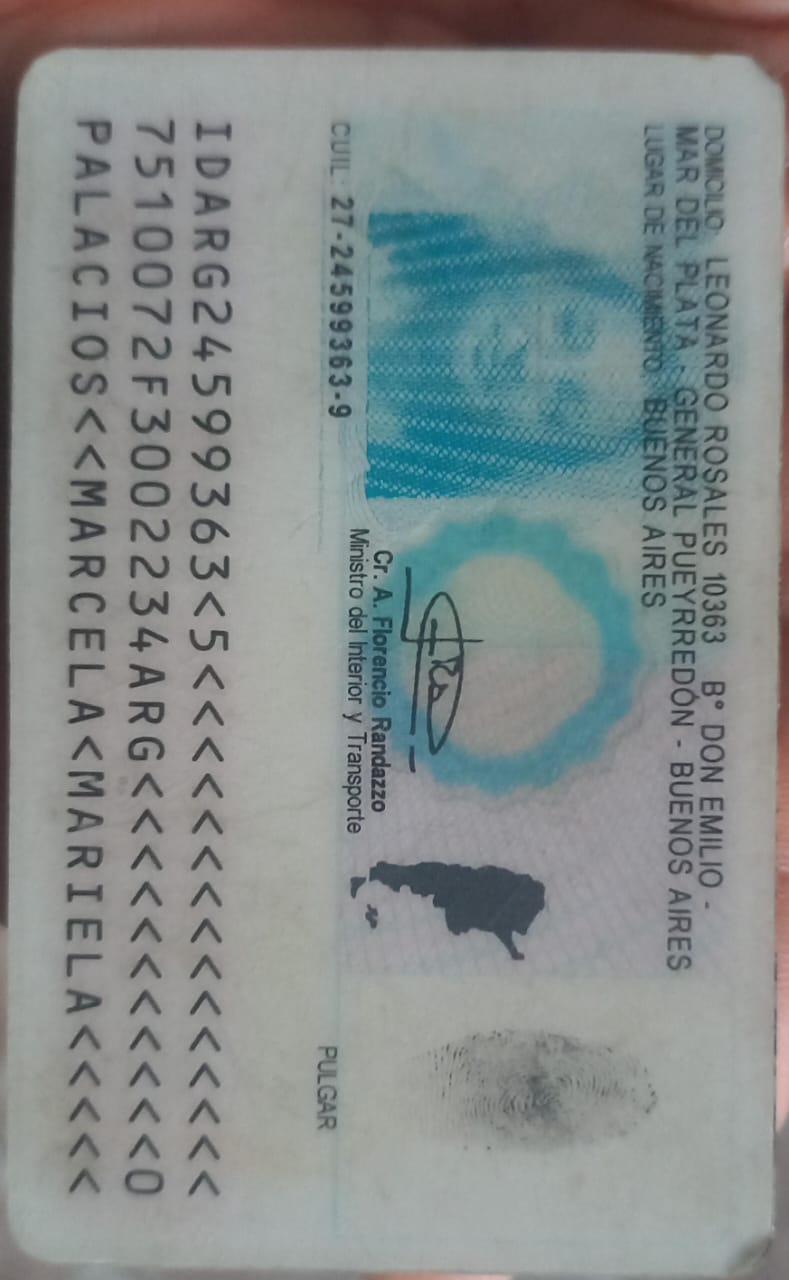 DOMICILIO: LEONARDO ROSALES 10363 B° DON EMILIO -
MAR DEL PLATA - GENERAL PUEYRREDÓN - BUENOS AIRES
LUGAR DE NACIMIENTO: BUENOS AIRES
Cr. A. Florencio Randazzo
Ministro del Interior y Transporte
CUIL: 27-24599363-9
PULGAR
IDARG24599363<5<<<<<<<<<<<<<<<
7510072F3002234ARG<<<<<<<<<<<0
PALACIOS<<MARCELA<MARIELA<<<<<